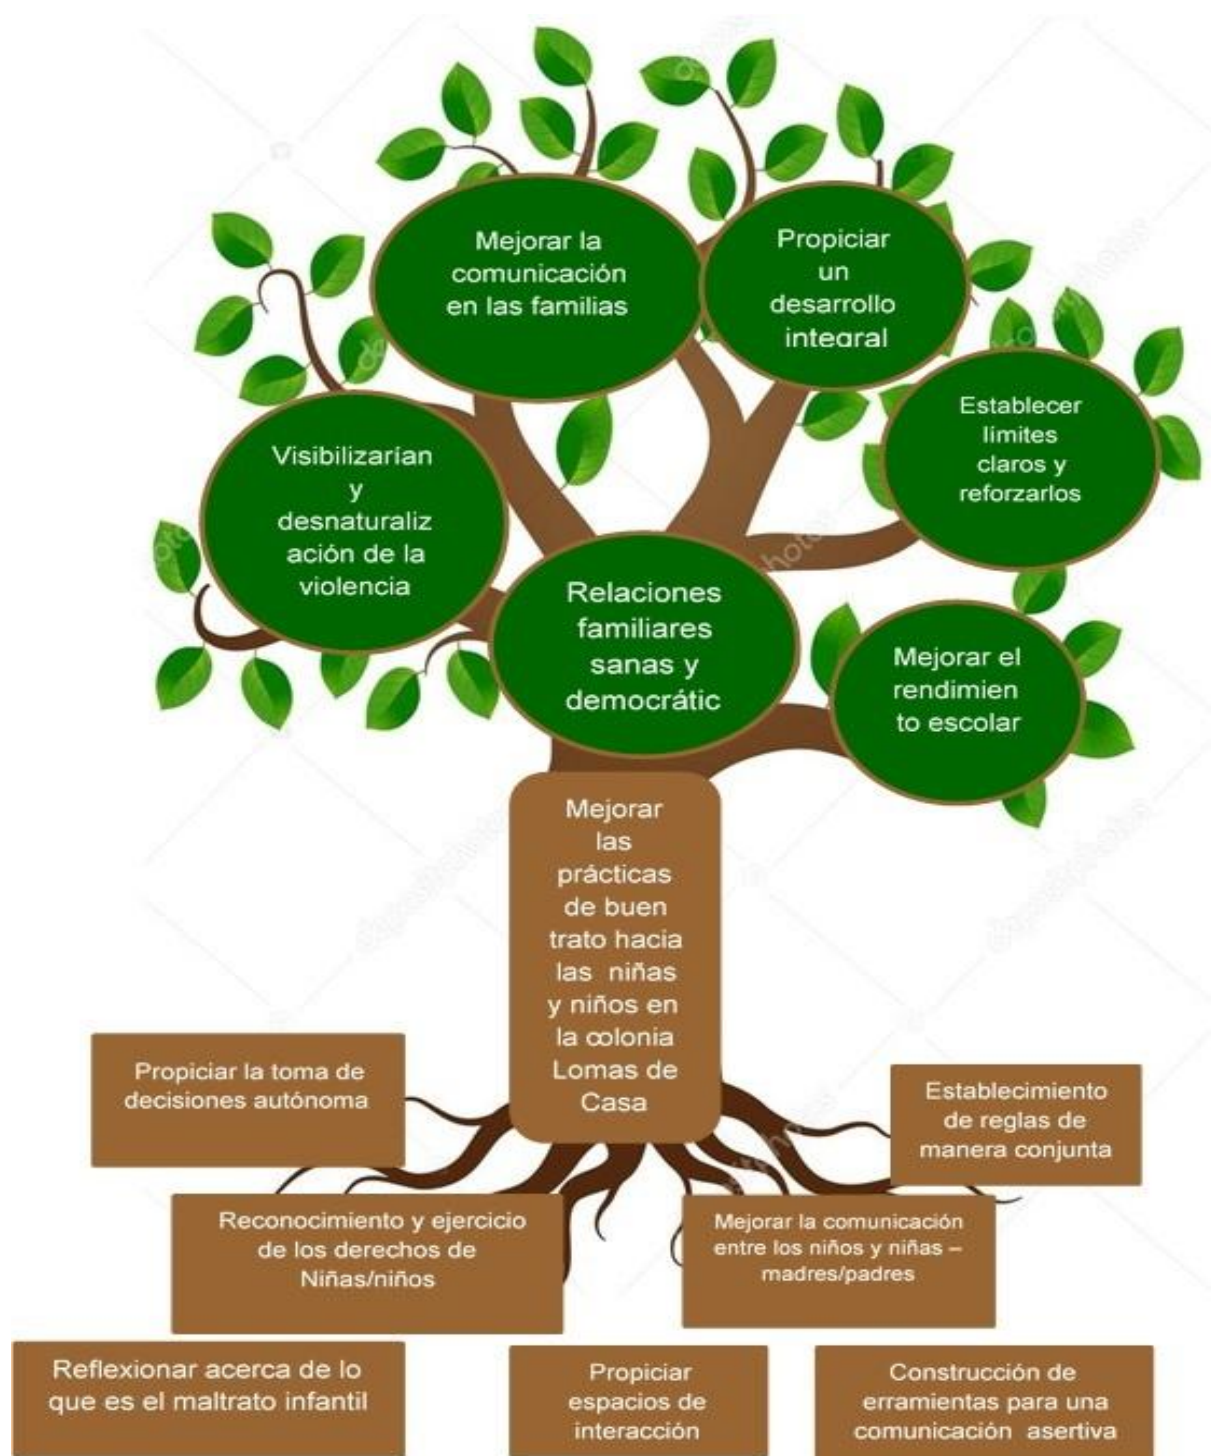 Mejorar la
comunicación
en las familias
Propiciar
un
desarrollo
integral
Establecer
límites
claros y
reforzarlos
Visibilizarían
y
desnaturaliz
ación de la
violencia
Relaciones
familiares
sanas y
democrátic
Mejorar el
rendimien
to escolar
Mejorar
las
prácticas
de buen
trato hacia
las niñas
y niños en
la colonia
Lomas de
Casa
Propiciar la toma de
decisiones autónoma
Establecimiento
de reglas de
manera conjunta
Reconocimiento y ejercicio
de los derechos de
Niñas/niños
Mejorar la comunicación
entre los niños y niñas –
madres/padres
Reflexionar acerca de lo
que es el maltrato infantil
Propiciar
espacios de
interacción
Construcción de
erramientas para una
comunicación asertiva